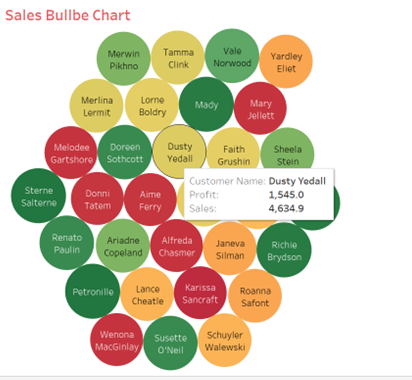 Sales Bullbe Chart
Merwin
Pikhno
Tamma
Clink
Vale
Norwood
Yardley
Eliet
Merlina
Lermit
Lorne
Boldry
Mady
Mary
Jellett
Melodee
Gartshore
Doreen
Sothcott
Dusty
Yedall
Faith
Grushin
Sheela
Stein
Customer Name: Dusty Yedall
Profit: 1,545.0
Sales: 4,634.9
Sterne
Salterne
Donni
Tatem
Aime
Ferry
Renato
Paulin
Ariadne
Copeland
Alfreda
Chasmer
Janeva
Silman
Richie
Brydson
Petronille
Lance
Cheatle
Karissa
Sancraft
Roanna
Safont
Wenona
MacGinlay
Susette
O'Neil
Schuyler
Walewski